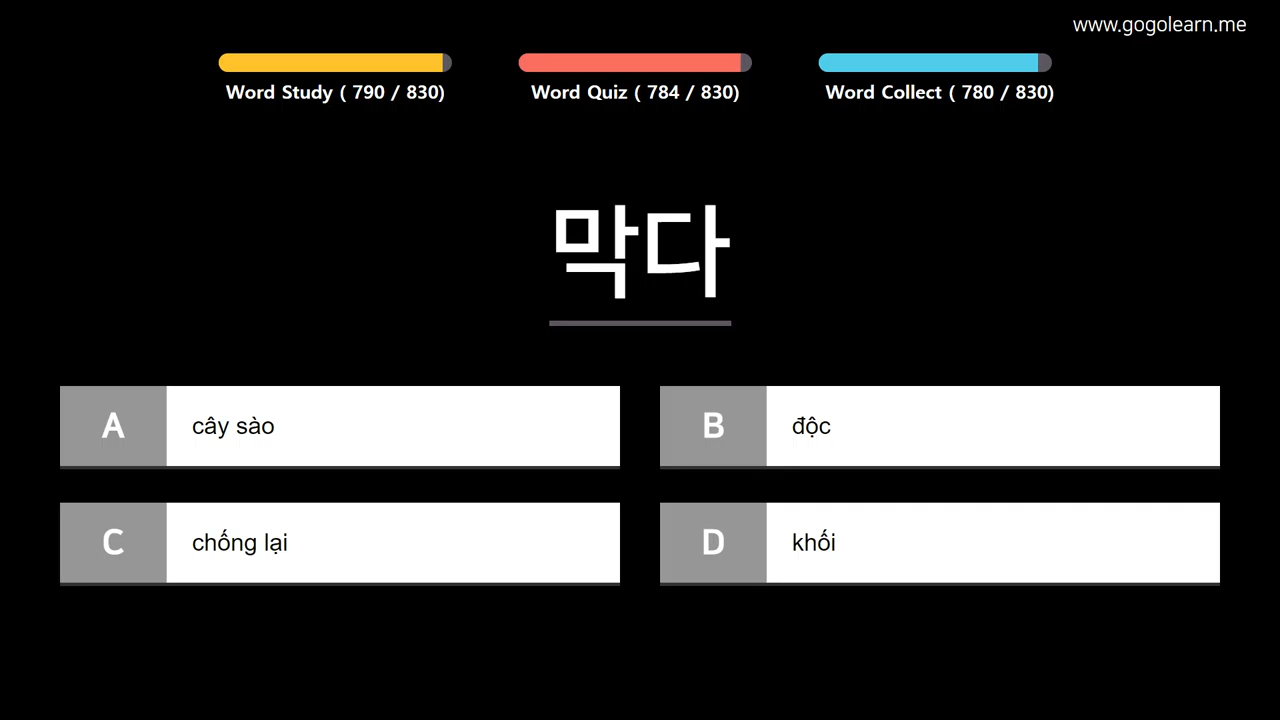 www.gogolearn.me
Word Study ( 790 / 830)
Word Quiz ( 784 / 830)
Word Collect ( 780 / 830)
막다
A cây sào
B độc
C chống lại
D khối